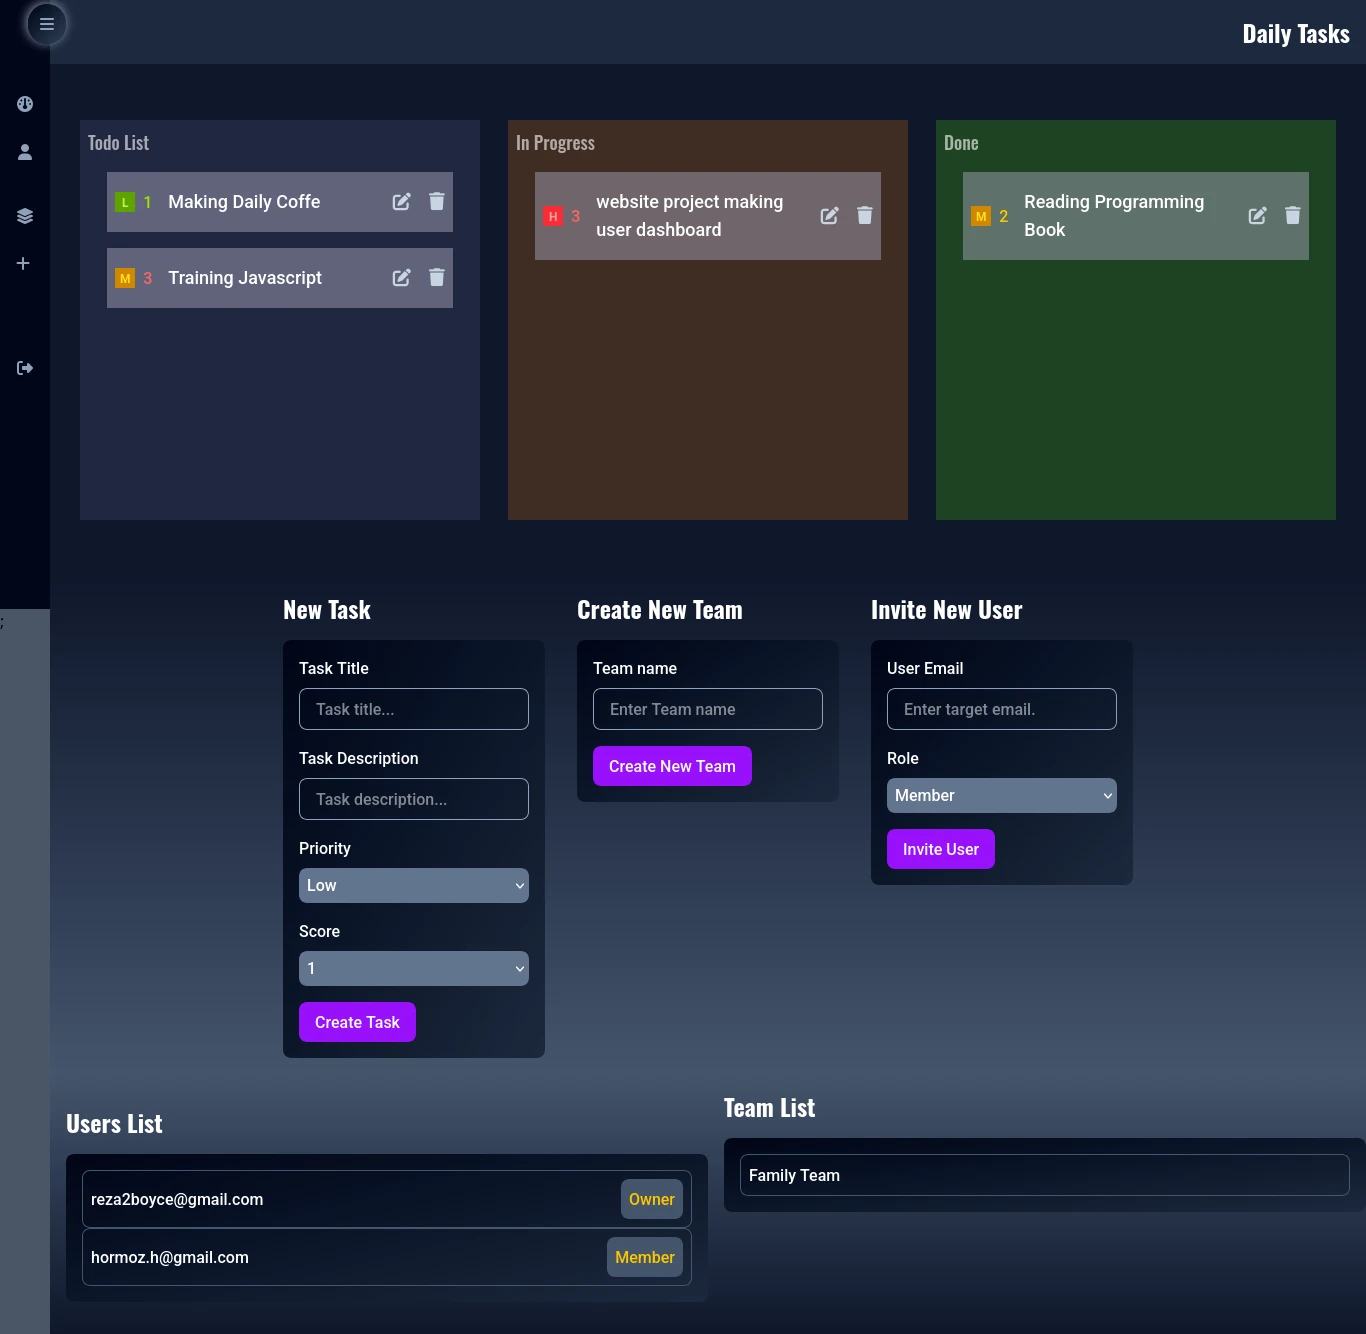 Daily Tasks
Todo List
L 1 Making Daily Coffe
M 3 Training Javascript
In Progress
H 3 website project making
user dashboard
Done
M 2 Reading Programming
Book
;
New Task
Task Title
Task title...
Task Description
Task description...
Priority
Low
Score
1
Create Task
Create New Team
Team name
Enter Team name
Create New Team
Invite New User
User Email
Enter target email.
Role
Member
Invite User
Users List
reza2boyce@gmail.com Owner
hormoz.h@gmail.com Member
Team List
Family Team